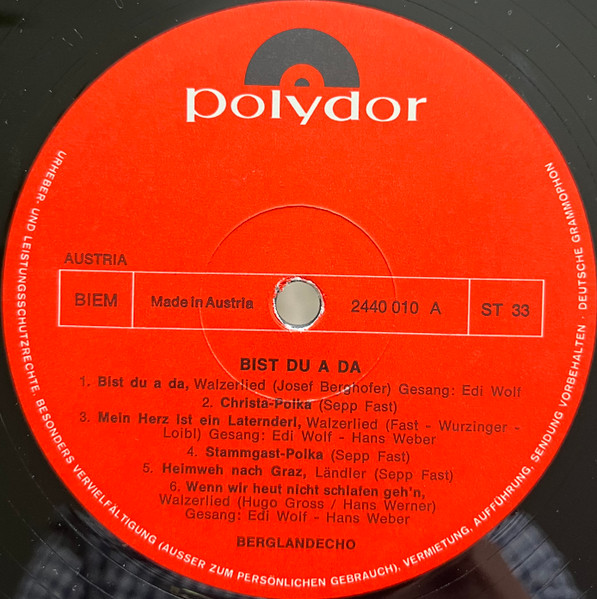 polydor
AUSTRIA
BIEM
Made in Austria
2440 010 A
ST 33
BIST DU A DA
1. Bist du a da, Walzerlied (Josef Berghofer) Gesang: Edi Wolf
2. Christa-Polka (Sepp Fast)
3. Mein Herz ist ein Laternderl, Walzerlied (Fast - Wurzinger -
Loibl) Gesang: Edi Wolf - Hans Weber
4. Stammgast-Polka (Sepp Fast)
5. Heimweh nach Graz, Ländler (Sepp Fast)
6. Wenn wir heut nicht schlafen geh'n,
Walzerlied (Hugo Gross / Hans Werner)
Gesang: Edi Wolf - Hans Weber
BERGLANDECHO
URHEBER- UND LEISTUNGSSCHUTZRECHTE, BESONDERS VERVIELFÄLTIGUNG (AUSSER ZUM PERSÖNLICHEN GEBRAUCH), VERMIETUNG, AUFFÜHRUNG, SENDUNG VORBEHALTEN · DEUTSCHE GRAMMOPHON